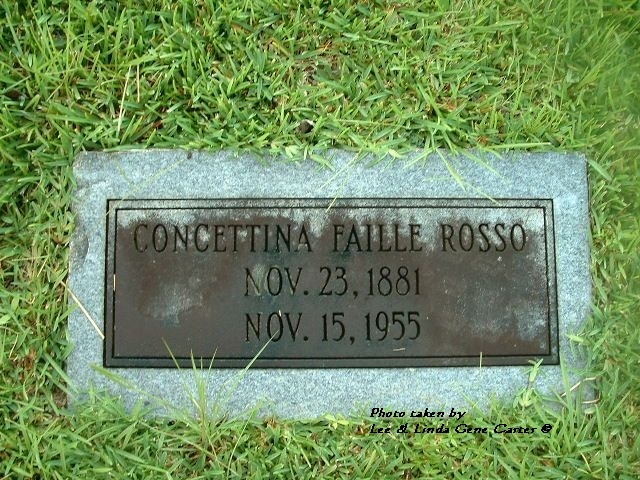 CONCETTINA FAILLE ROSSO
NOV. 23, 1881
NOV. 15, 1955
Photo taken by
Lee & Linda Gene Carter ©